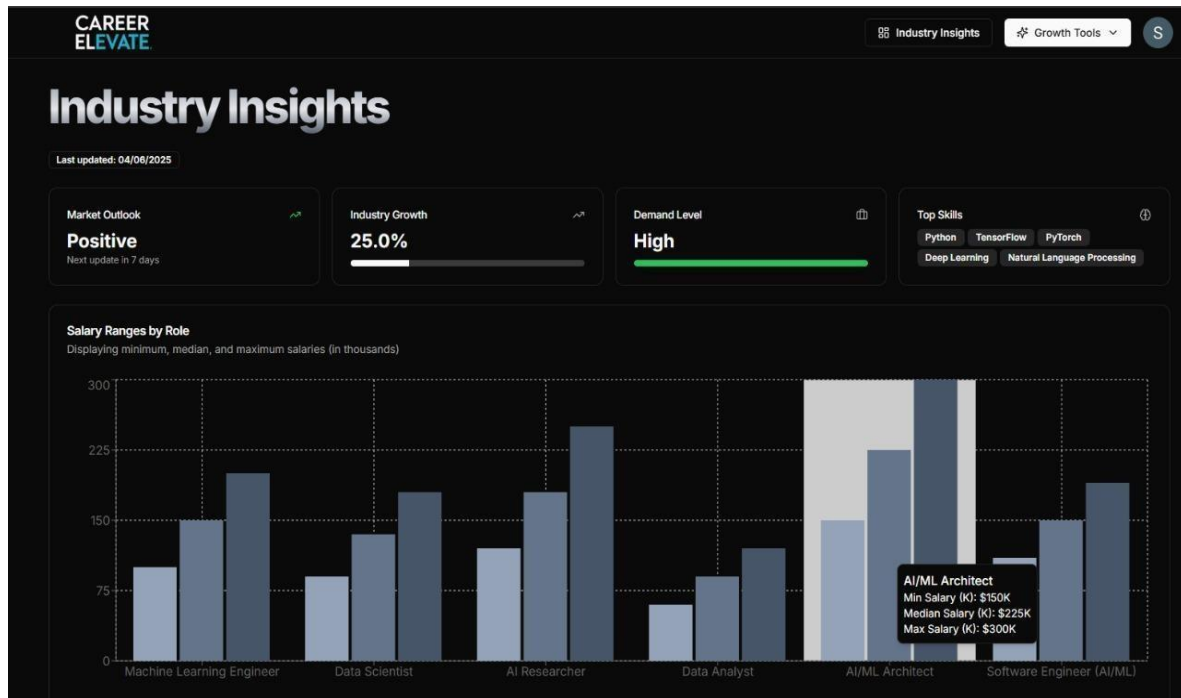 CAREER
ELEVATE
Industry Insights
Growth Tools
S
Industry Insights
Last updated: 04/06/2025
Market Outlook
Positive
Next update in 7 days
Industry Growth
25.0%
Demand Level
High
Top Skills
Python TensorFlow PyTorch
Deep Learning Natural Language Processing
Salary Ranges by Role
Displaying minimum, median, and maximum salaries (in thousands)
300
225
150
75
0
AI/ML Architect
Min Salary (K): $150K
Median Salary (K): $225K
Max Salary (K): $300K
Machine Learning Engineer Data Scientist AI Researcher Data Analyst AI/ML Architect Software Engineer (AI/ML)